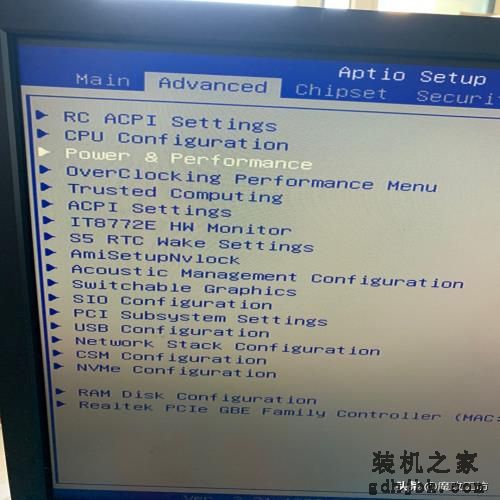 Aptio Setup
Main Advanced Chipset Securi
RC ACPI Settings
CPU Configuration
Power & Performance
OverClocking Performance Menu
Trusted Computing
ACPI Settings
IT8772E HW Monitor
S5 RTC Wake Settings
AmiSetupNvlock
Acoustic Management Configuration
Switchable Graphics
SIO Configuration
PCI Subsystem Settings
USB Configuration
Network Stack Configuration
CSM Configuration
NVMe Configuration
RAM Disk Configuration
Realtek PCIe GBE Family Controller (MAC:
装机之家